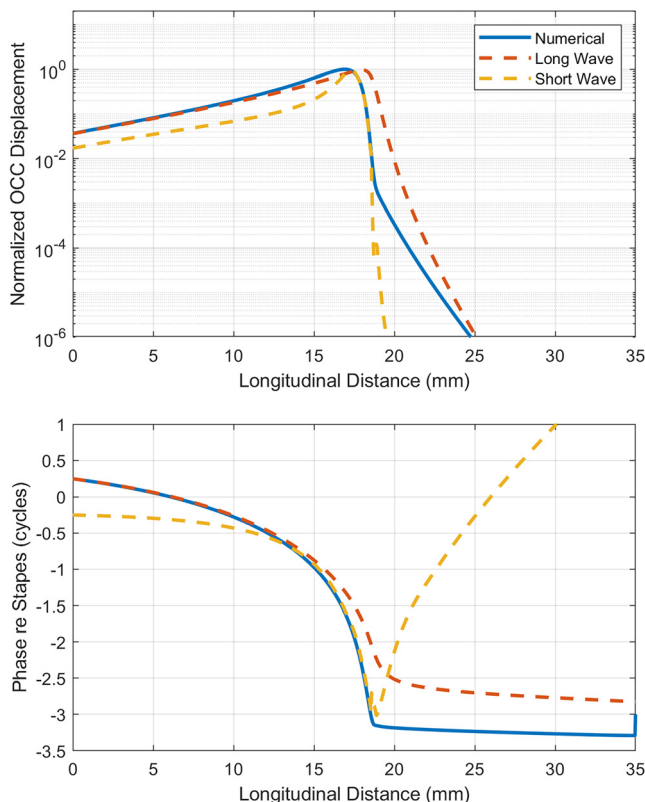 Normalized OCC Displacement
10^0
10^-2
10^-4
10^-6
Numerical
Long Wave
Short Wave
0 5 10 15 20 25 30 35
Longitudinal Distance (mm)
Phase re Stapes (cycles)
1
0.5
0
-0.5
-1
-1.5
-2
-2.5
-3
-3.5
0 5 10 15 20 25 30 35
Longitudinal Distance (mm)